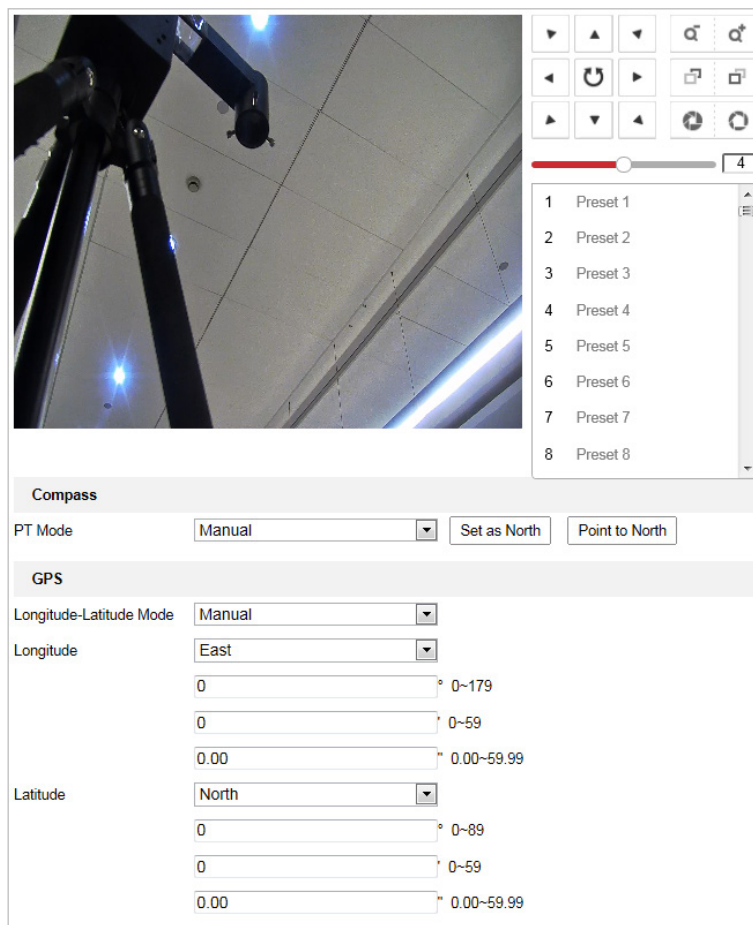 4
1 Preset 1
2 Preset 2
3 Preset 3
4 Preset 4
5 Preset 5
6 Preset 6
7 Preset 7
8 Preset 8
Compass
PT Mode Manual Set as North Point to North
GPS
Longitude-Latitude Mode Manual
Longitude East
0 ° 0~179
0 ' 0~59
0.00 " 0.00~59.99
Latitude North
0 ° 0~89
0 ' 0~59
0.00 " 0.00~59.99